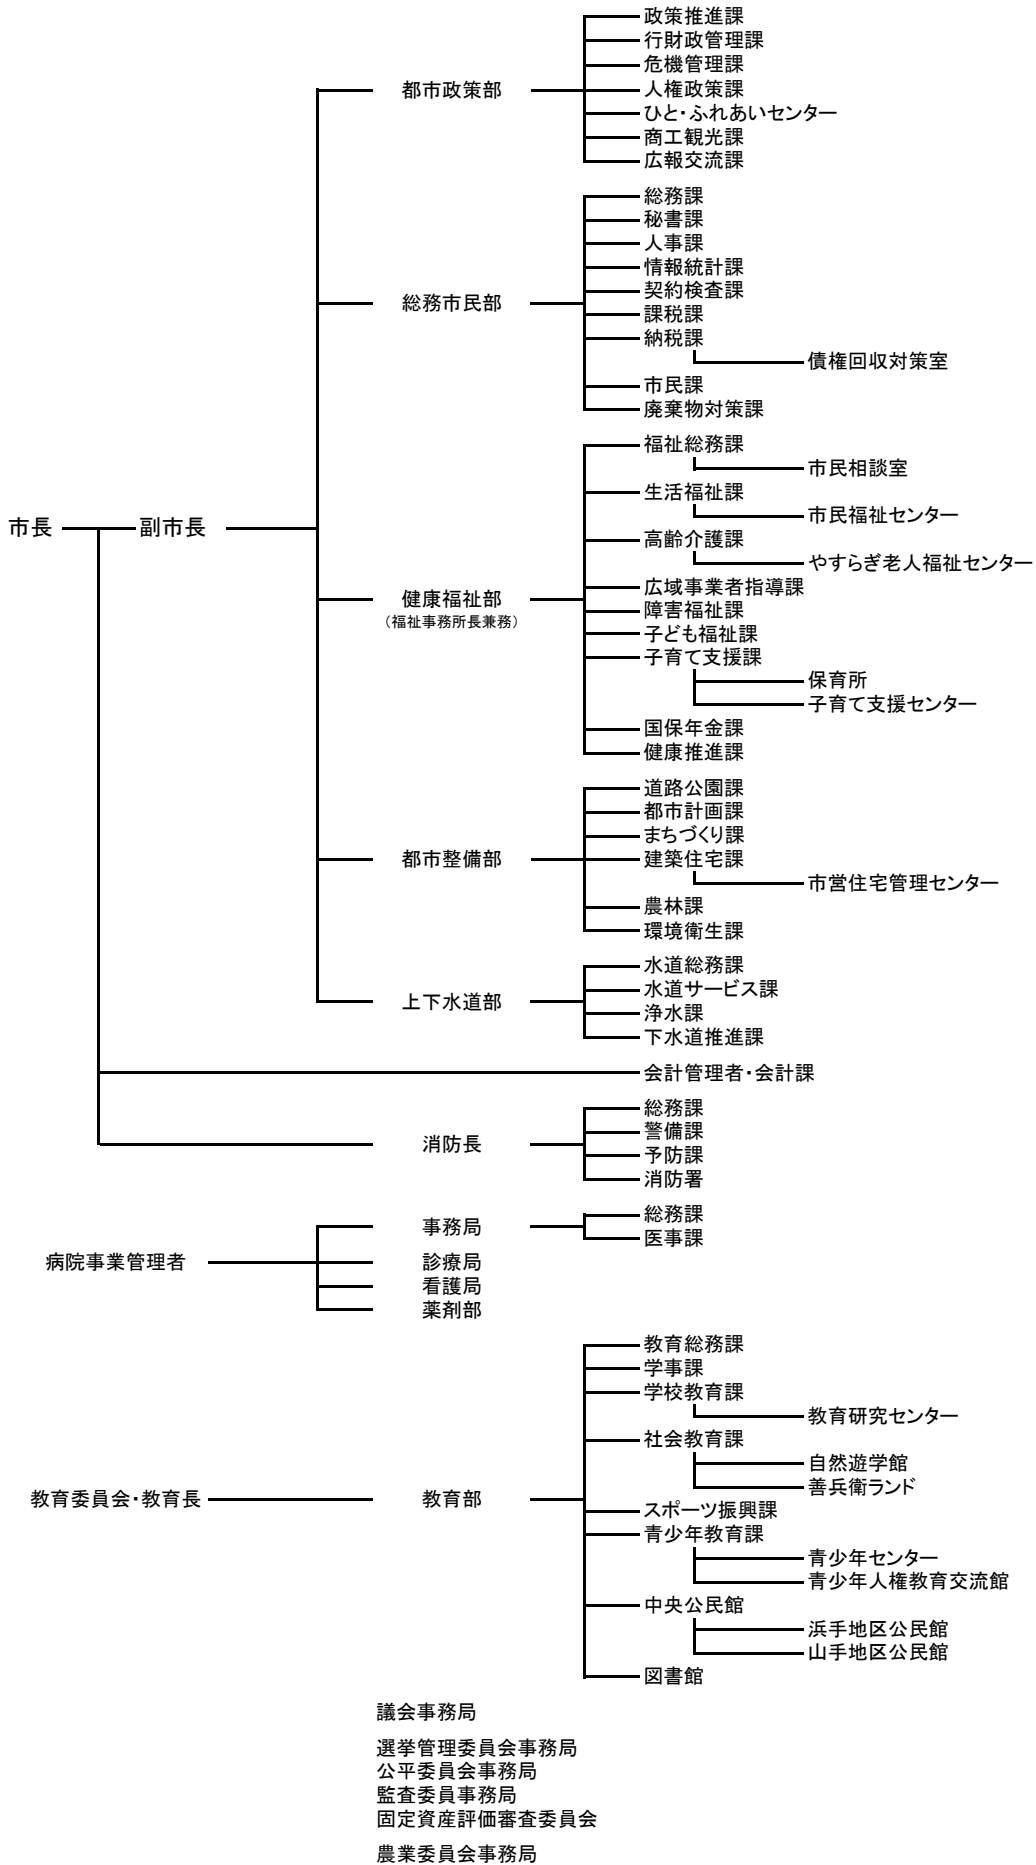 政策推進課
行財政管理課
危機管理課
都市政策部
人権政策課
ひと・ふれあいセンター
商工観光課
広報交流課
総務課
秘書課
人事課
情報統計課
契約検査課
総務市民部
課税課
納税課
債権回収対策室
市民課
廃棄物対策課
福祉総務課
市民相談室
生活福祉課
市民福祉センター
市長
副市長
高齢介護課
やすらぎ老人福祉センター
広域事業者指導課
健康福祉部
(福祉事務所長兼務)
障害福祉課
子ども福祉課
子育て支援課
保育所
子育て支援センター
国保年金課
健康推進課
道路公園課
都市計画課
まちづくり課
都市整備部
建築住宅課
市営住宅管理センター
農林課
環境衛生課
水道総務課
水道サービス課
上下水道部
浄水課
下水道推進課
会計管理者・会計課
総務課
警備課
消防長
予防課
消防署
総務課
事務局
医事課
病院事業管理者
診療局
看護局
薬剤部
教育総務課
学事課
学校教育課
教育研究センター
社会教育課
自然遊学館
善兵衛ランド
教育委員会・教育長
教育部
スポーツ振興課
青少年教育課
青少年センター
青少年人権教育交流館
中央公民館
浜手地区公民館
山手地区公民館
図書館
議会事務局
選挙管理委員会事務局
公平委員会事務局
監査委員事務局
固定資産評価審査委員会
農業委員会事務局